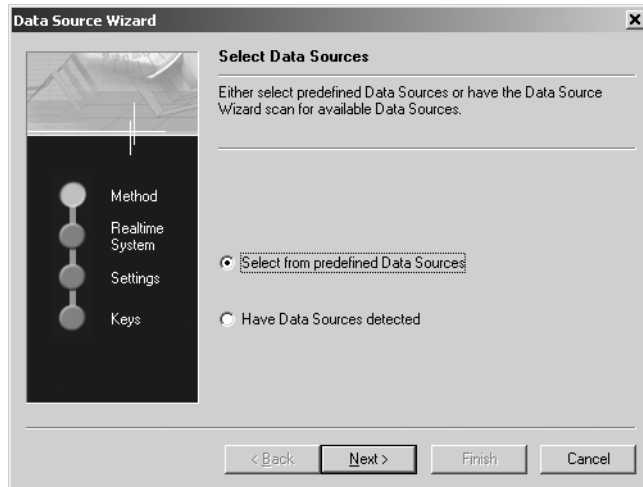 Data Source Wizard
Select Data Sources
Either select predefined Data Sources or have the Data Source
Wizard scan for available Data Sources.
Method
Realtime
System
Settings
Keys
Select from predefined Data Sources
Have Data Sources detected
< Back
Next >
Finish
Cancel